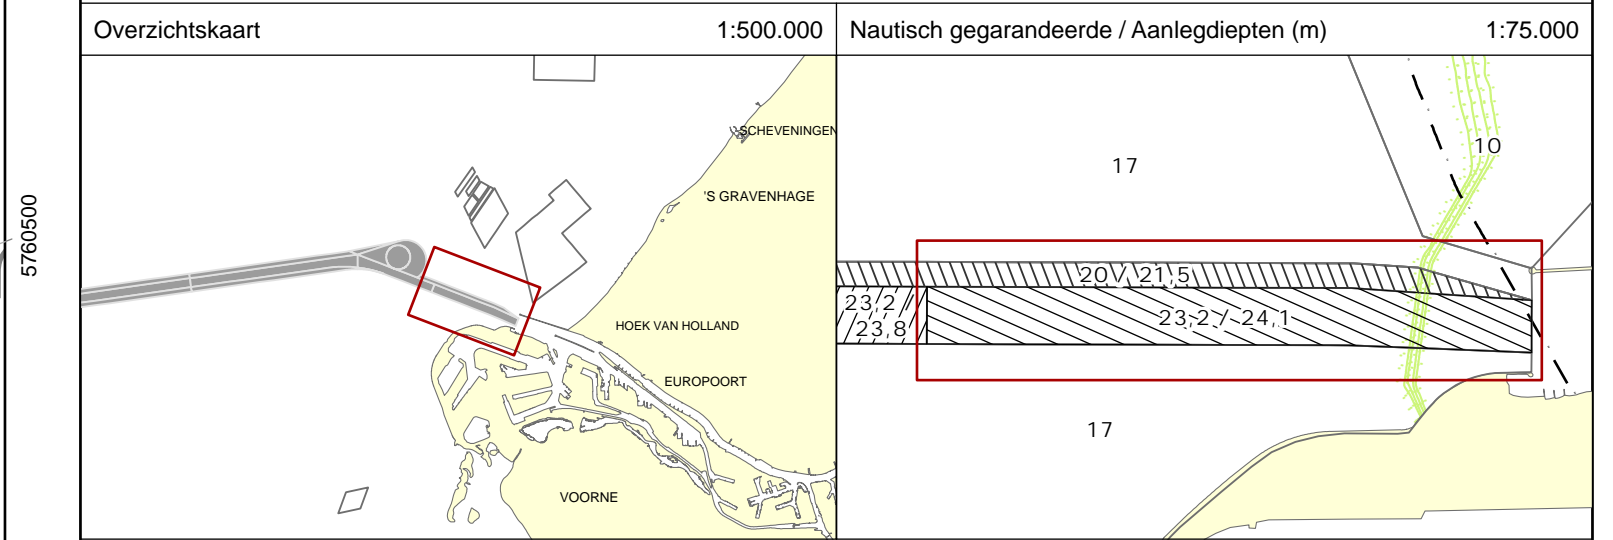 Overzichtskaart 1:500.000
SCHEVENINGEN
'S GRAVENHAGE
HOEK VAN HOLLAND
EUROPOORT
VOORNE
5760500
Nautisch gegarandeerde / Aanlegdiepten (m) 1:75.000
10
17
20 / 21,5
23,2
23,8
23,2 / 24,1
17